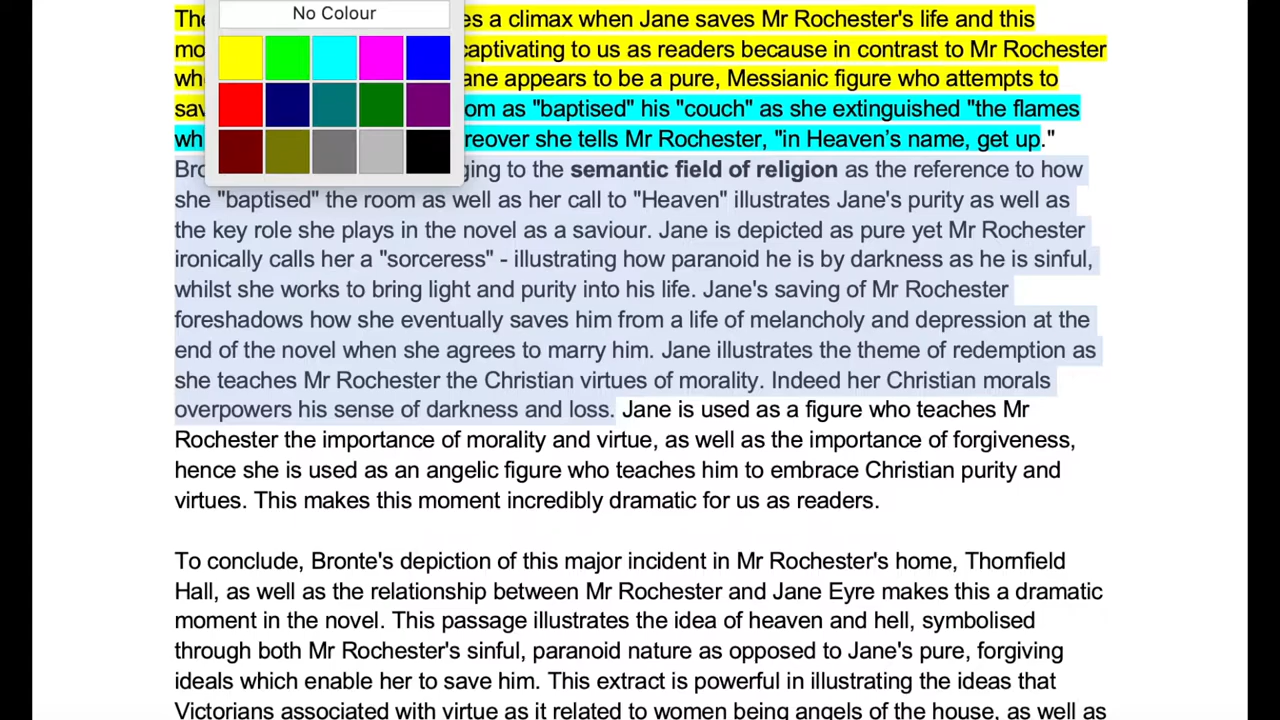 No Colour
The es a climax when Jane saves Mr Rochester's life and this
mo captivating to us as readers because in contrast to Mr Rochester
wh ane appears to be a pure, Messianic figure who attempts to
sav om as "baptised" his "couch" as she extinguished "the flames
wh reover she tells Mr Rochester, "in Heaven’s name, get up."
Bro ging to the semantic field of religion as the reference to how
she "baptised" the room as well as her call to "Heaven" illustrates Jane's purity as well as
the key role she plays in the novel as a saviour. Jane is depicted as pure yet Mr Rochester
ironically calls her a "sorceress" - illustrating how paranoid he is by darkness as he is sinful,
whilst she works to bring light and purity into his life. Jane's saving of Mr Rochester
foreshadows how she eventually saves him from a life of melancholy and depression at the
end of the novel when she agrees to marry him. Jane illustrates the theme of redemption as
she teaches Mr Rochester the Christian virtues of morality. Indeed her Christian morals
overpowers his sense of darkness and loss. Jane is used as a figure who teaches Mr
Rochester the importance of morality and virtue, as well as the importance of forgiveness,
hence she is used as an angelic figure who teaches him to embrace Christian purity and
virtues. This makes this moment incredibly dramatic for us as readers.
To conclude, Bronte's depiction of this major incident in Mr Rochester's home, Thornfield
Hall, as well as the relationship between Mr Rochester and Jane Eyre makes this a dramatic
moment in the novel. This passage illustrates the idea of heaven and hell, symbolised
through both Mr Rochester's sinful, paranoid nature as opposed to Jane's pure, forgiving
ideals which enable her to save him. This extract is powerful in illustrating the ideas that
Victorians associated with virtue as it related to women being angels of the house, as well as